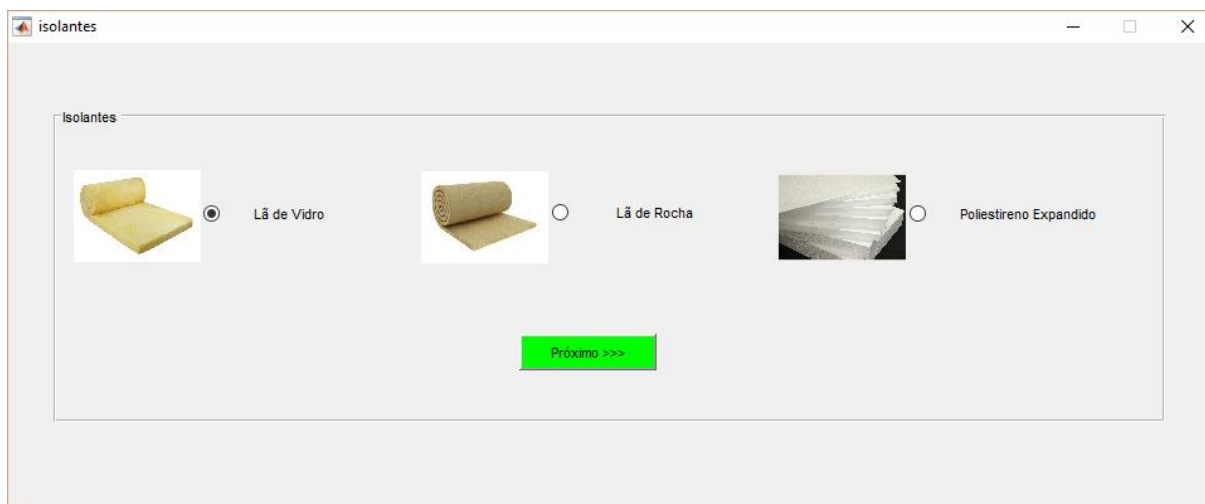 isolantes
Isolantes
Lã de Vidro
Lã de Rocha
Poliestireno Expandido
Próximo >>>